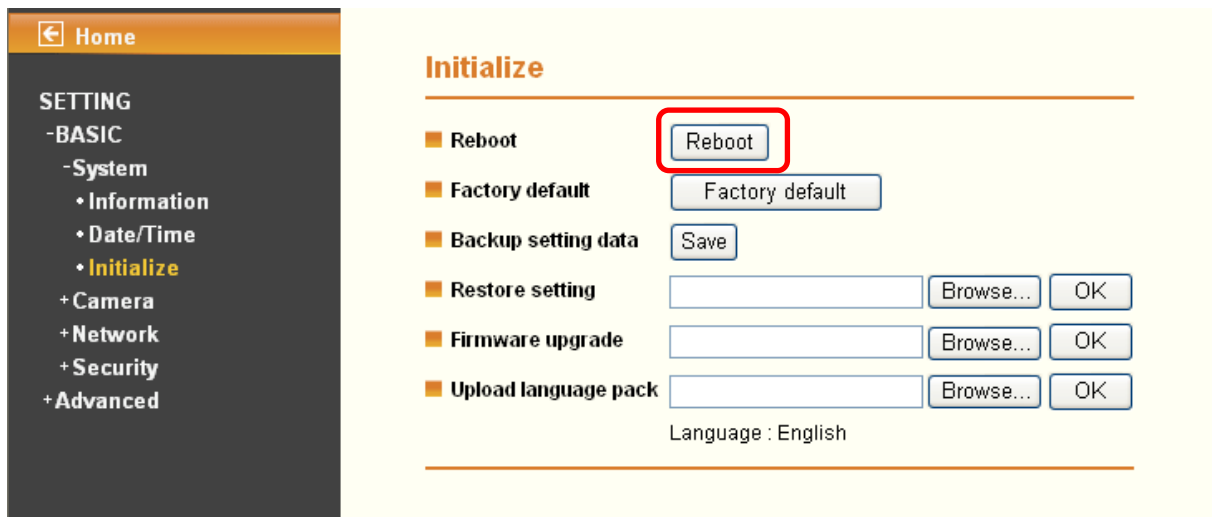 Home
SETTING
-BASIC
-System
•Information
•Date/Time
•Initialize
+Camera
+Network
+Security
+Advanced
Initialize
Reboot Reboot
Factory default Factory default
Backup setting data Save
Restore setting Browse... OK
Firmware upgrade Browse... OK
Upload language pack Browse... OK
Language : English